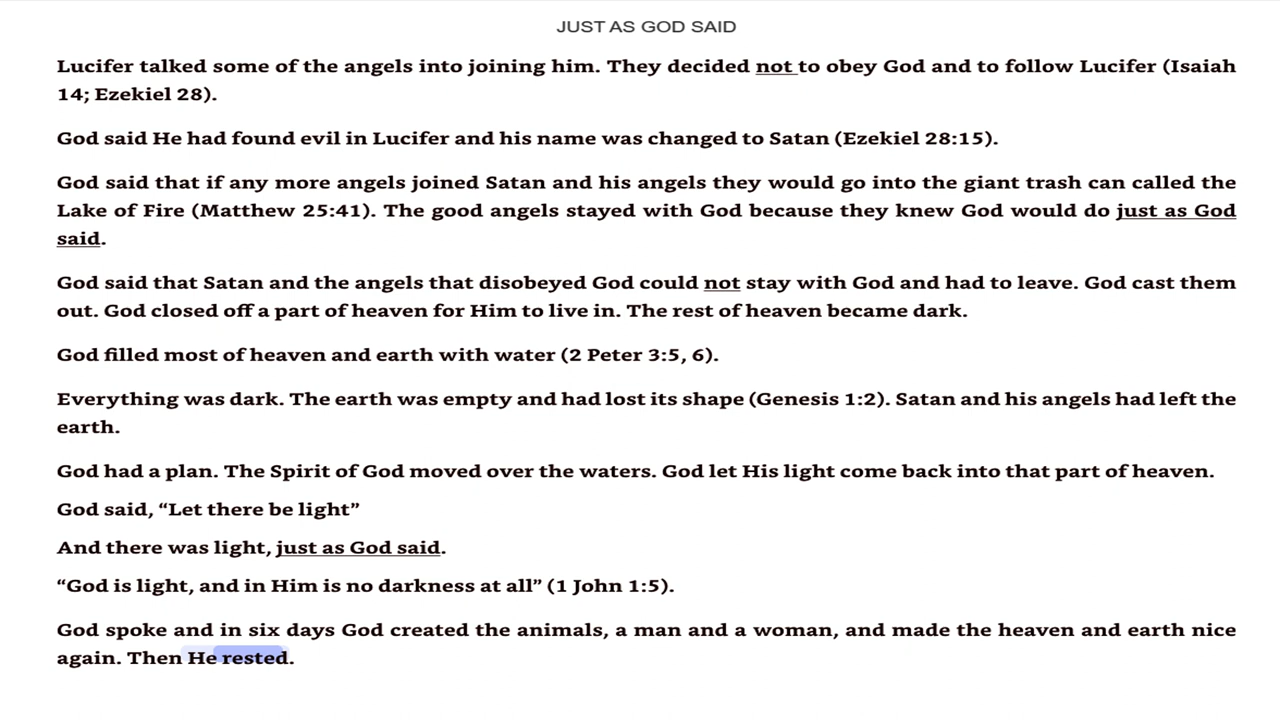 JUST AS GOD SAID
Lucifer talked some of the angels into joining him. They decided not to obey God and to follow Lucifer (Isaiah
14; Ezekiel 28).
God said He had found evil in Lucifer and his name was changed to Satan (Ezekiel 28:15).
God said that if any more angels joined Satan and his angels they would go into the giant trash can called the
Lake of Fire (Matthew 25:41). The good angels stayed with God because they knew God would do just as God
said.
God said that Satan and the angels that disobeyed God could not stay with God and had to leave. God cast them
out. God closed off a part of heaven for Him to live in. The rest of heaven became dark.
God filled most of heaven and earth with water (2 Peter 3:5, 6).
Everything was dark. The earth was empty and had lost its shape (Genesis 1:2). Satan and his angels had left the
earth.
God had a plan. The Spirit of God moved over the waters. God let His light come back into that part of heaven.
God said, “Let there be light”
And there was light, just as God said.
“God is light, and in Him is no darkness at all” (1 John 1:5).
God spoke and in six days God created the animals, a man and a woman, and made the heaven and earth nice
again. Then He rested.